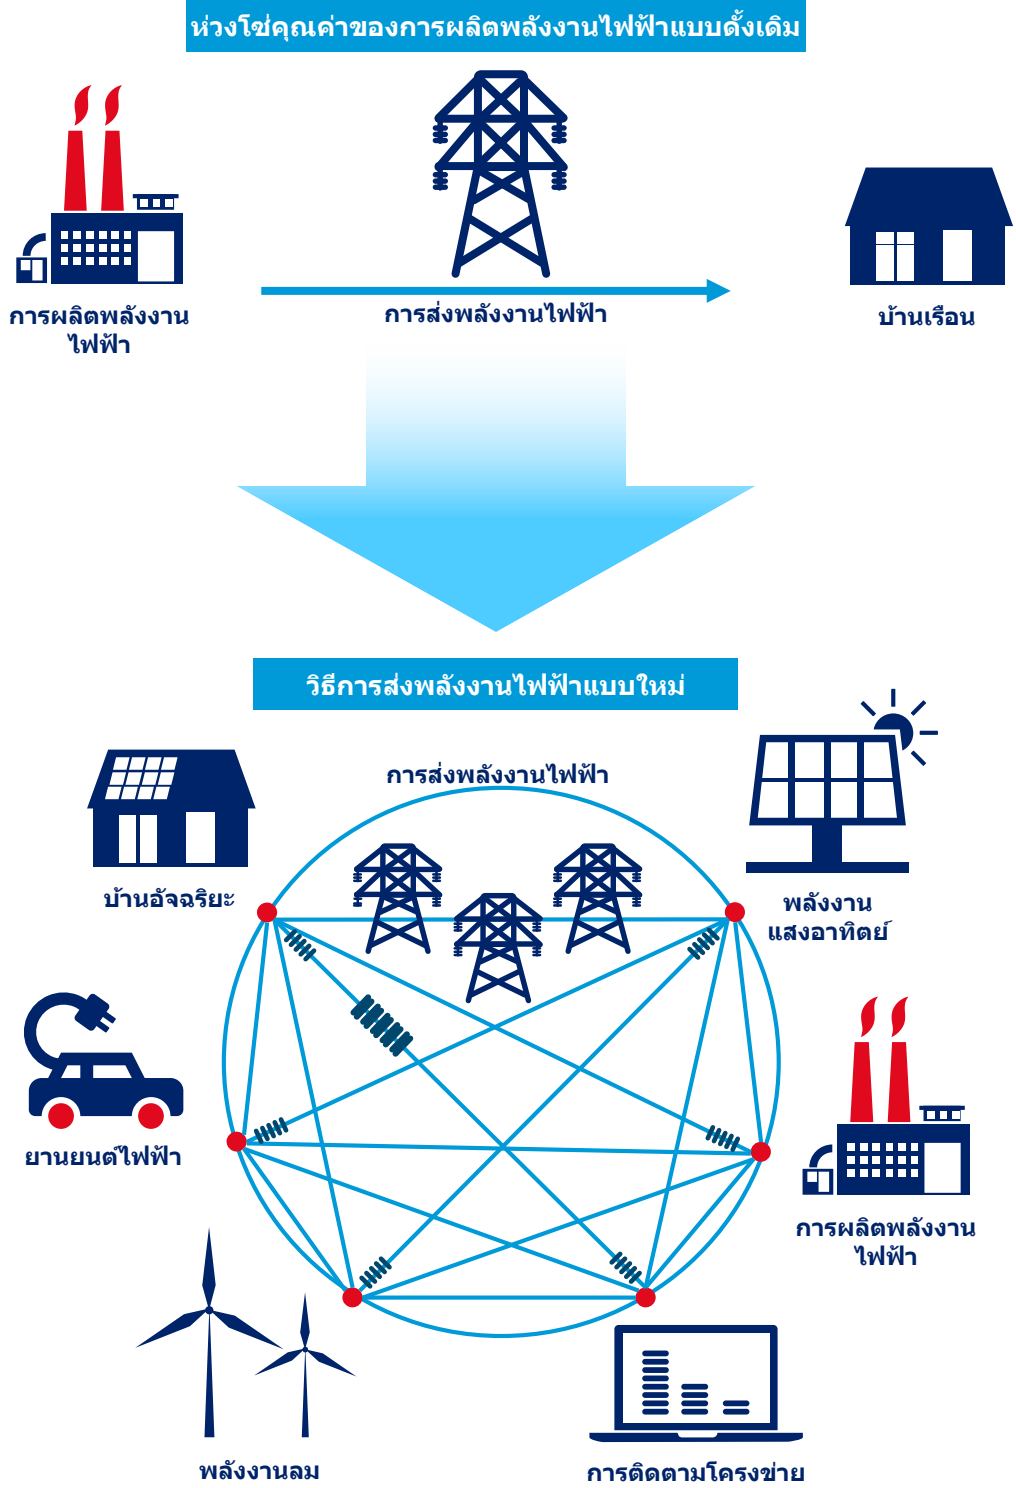 ห่วงโซ่คุณค่าของการผลิตพลังงานไฟฟ้าแบบดั้งเดิม
การผลิตพลังงาน
ไฟฟ้า
การส่งพลังงานไฟฟ้า
บ้านเรือน
วิธีการส่งพลังงานไฟฟ้าแบบใหม่
การส่งพลังงานไฟฟ้า
บ้านอัจฉริยะ
พลังงาน
แสงอาทิตย์
ยานยนต์ไฟฟ้า
การผลิตพลังงาน
ไฟฟ้า
พลังงานลม
การติดตามโครงข่าย